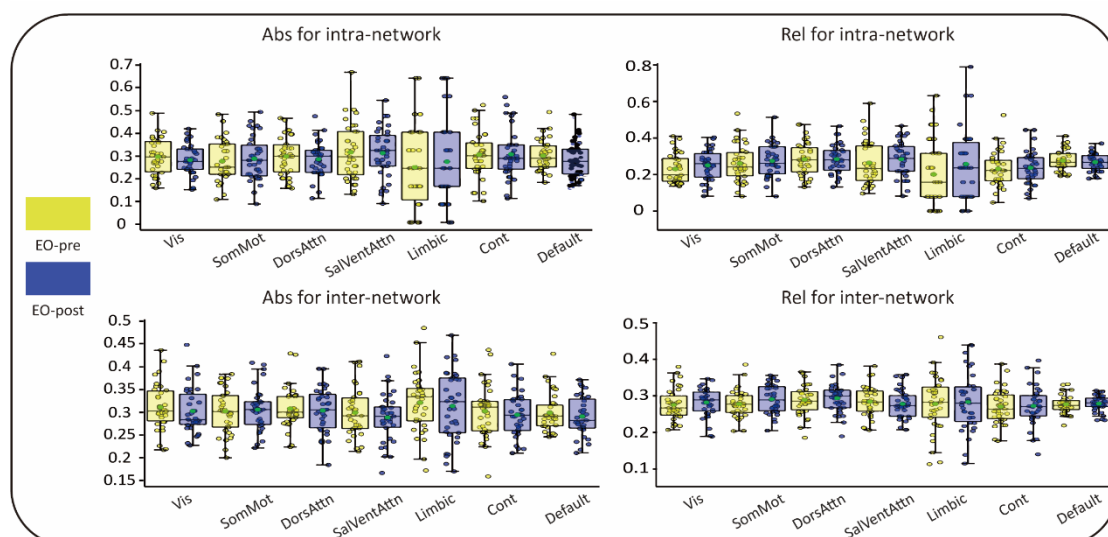 Abs for intra-network
0.7
0.6
0.5
0.4
0.3
0.2
0.1
0
Vis
SomMot
DorsAttn
SalVentAttn
Limbic
Cont
Default
Rel for intra-network
0.8
0.6
0.4
0.2
0
Vis
SomMot
DorsAttn
SalVentAttn
Limbic
Cont
Default
EO-pre
EO-post
Abs for inter-network
0.5
0.45
0.4
0.35
0.3
0.25
0.2
0.15
Vis
SomMot
DorsAttn
SalVentAttn
Limbic
Cont
Default
Rel for inter-network
0.5
0.4
0.3
0.2
0.1
Vis
SomMot
DorsAttn
SalVentAttn
Limbic
Cont
Default